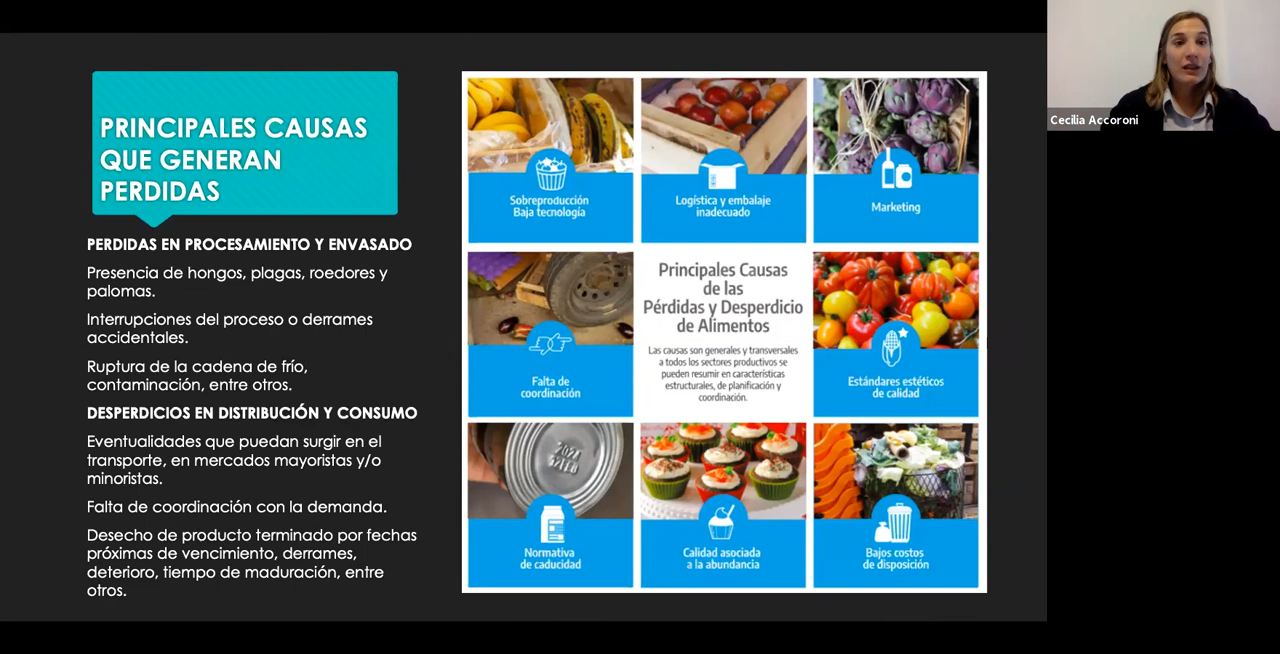 PRINCIPALES CAUSAS
QUE GENERAN
PERDIDAS
PERDIDAS EN PROCESAMIENTO Y ENVASADO
Presencia de hongos, plagas, roedores y
palomas.
Interrupciones del proceso o derrames
accidentales.
Ruptura de la cadena de frío,
contaminación, entre otros.
DESPERDICIOS EN DISTRIBUCIÓN Y CONSUMO
Eventualidades que puedan surgir en el
transporte, en mercados mayoristas y/o
minoristas.
Falta de coordinación con la demanda.
Desecho de producto terminado por fechas
próximas de vencimiento, derrames,
deterioro, tiempo de maduración, entre
otros.
Sobreproducción
Baja tecnología
Logística y embalaje
inadecuado
Marketing
Falta de
coordinación
Principales Causas
de las
Pérdidas y Desperdicio
de Alimentos
Las causas son generales y transversales
a todos los sectores productivos se
pueden resumir en características
estructurales, de planificación y
coordinación.
Estándares estéticos
de calidad
Normativa
de caducidad
Calidad asociada
a la abundancia
Bajos costos
de disposición
Cecilia Accoroni